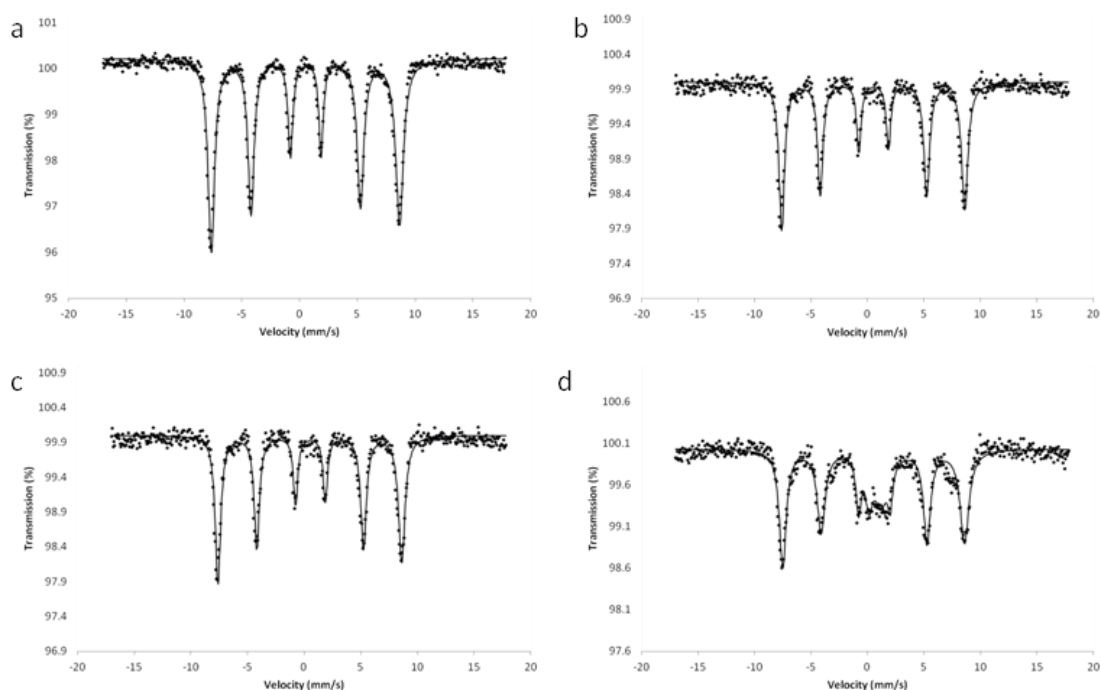 a
101
100
99
98
97
96
95
Transmission (%)
-20 -15 -10 -5 0 5 10 15 20
Velocity (mm/s)
b
100.9
100.4
99.9
99.4
98.9
98.4
97.9
97.4
96.9
Transmission (%)
-20 -15 -10 -5 0 5 10 15 20
Velocity (mm/s)
c
100.9
100.4
99.9
99.4
98.9
98.4
97.9
97.4
96.9
Transmission (%)
-20 -15 -10 -5 0 5 10 15 20
Velocity (mm/s)
d
100.6
100.1
99.6
99.1
98.6
98.1
97.6
Transmission (%)
-20 -15 -10 -5 0 5 10 15 20
Velocity (mm/s)